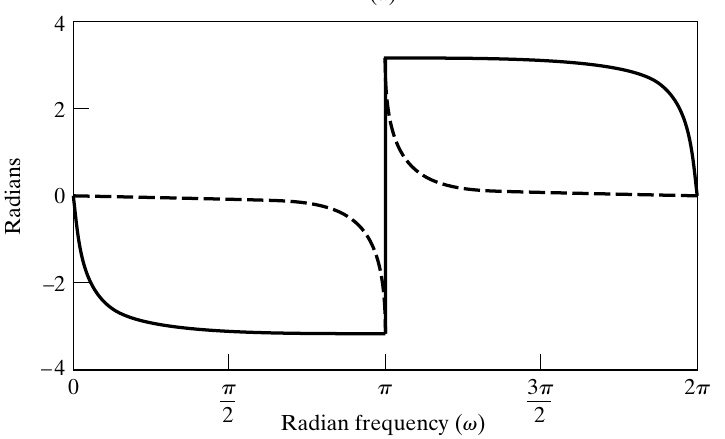 4
2
0
−2
−4
Radians
0
π/2
π
3π/2
2π
Radian frequency (ω)